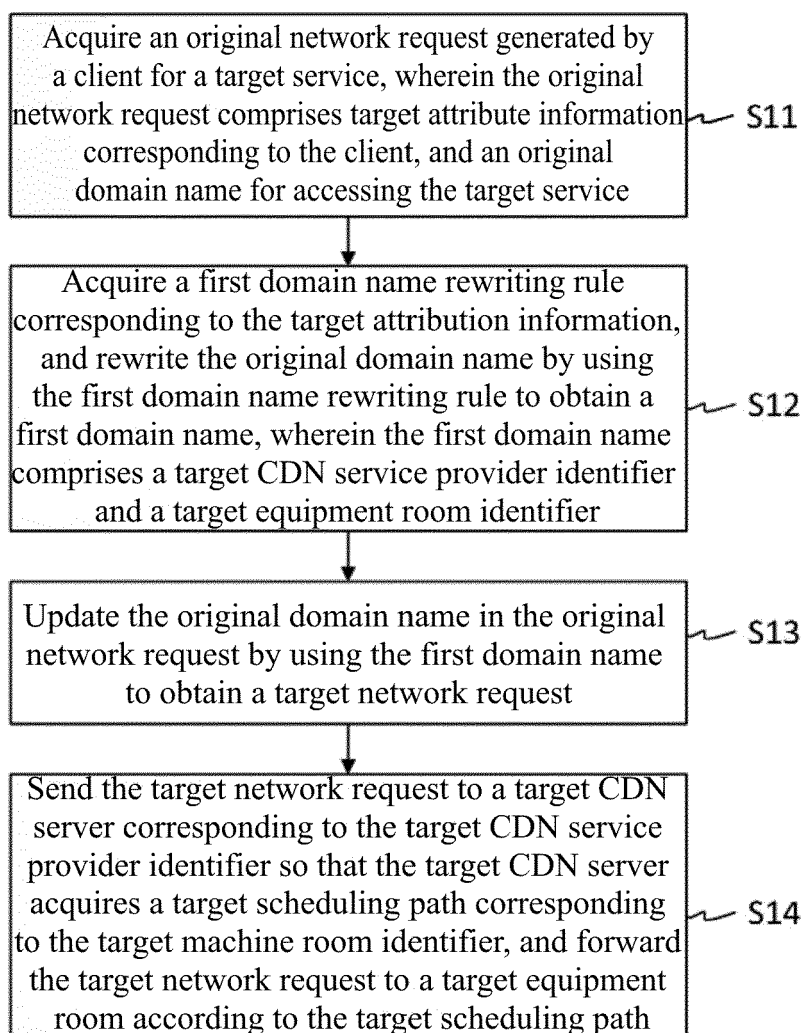 Acquire an original network request generated by
a client for a target service, wherein the original
network request comprises target attribute information
corresponding to the client, and an original
domain name for accessing the target service
S11
Acquire a first domain name rewriting rule
corresponding to the target attribution information,
and rewrite the original domain name by using
the first domain name rewriting rule to obtain a
first domain name, wherein the first domain name
comprises a target CDN service provider identifier
and a target equipment room identifier
S12
Update the original domain name in the original
network request by using the first domain name
to obtain a target network request
S13
Send the target network request to a target CDN
server corresponding to the target CDN service
provider identifier so that the target CDN server
acquires a target scheduling path corresponding
to the target machine room identifier, and forward
the target network request to a target equipment
room according to the target scheduling path
S14